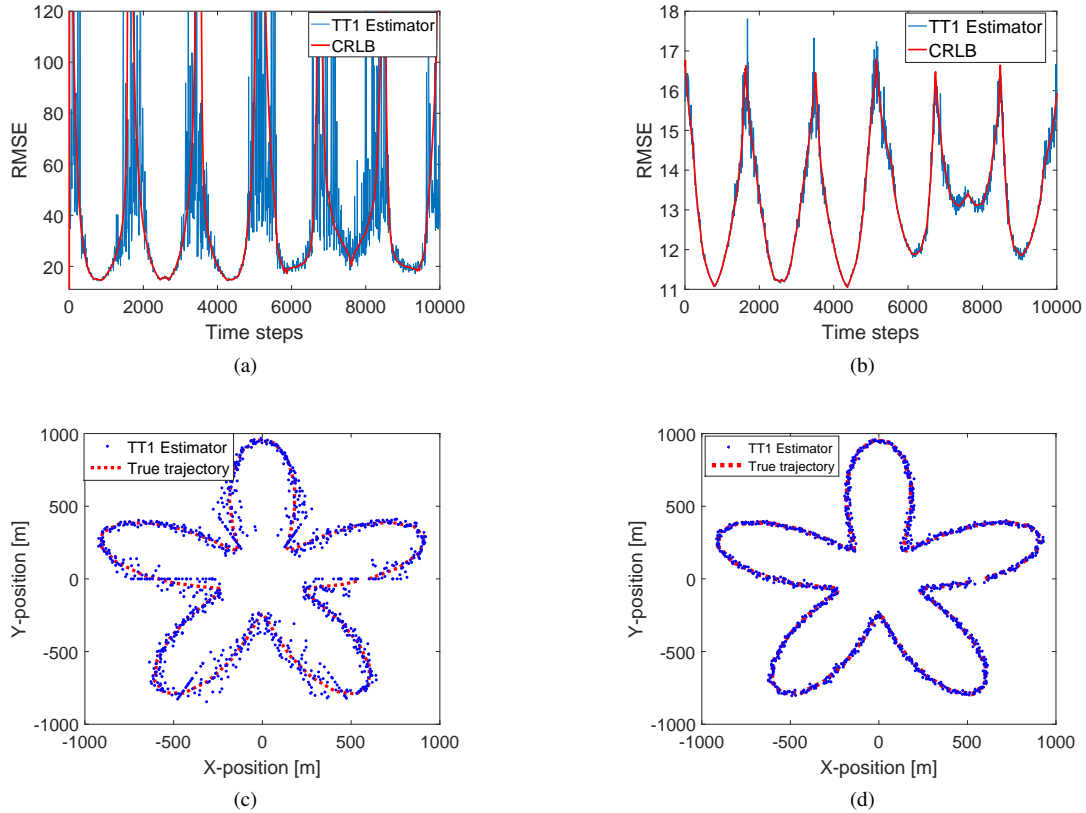 120
100
80
60
40
20
RMSE
TT1 Estimator
CRLB
0 2000 4000 6000 8000 10000
Time steps
(a)
18
17
16
15
14
13
12
11
RMSE
TT1 Estimator
CRLB
0 2000 4000 6000 8000 10000
Time steps
(b)
1000
500
0
-500
-1000
Y-position [m]
TT1 Estimator
True trajectory
-1000 -500 0 500 1000
X-position [m]
(c)
1000
500
0
-500
-1000
Y-position [m]
TT1 Estimator
True trajectory
-1000 -500 0 500 1000
X-position [m]
(d)